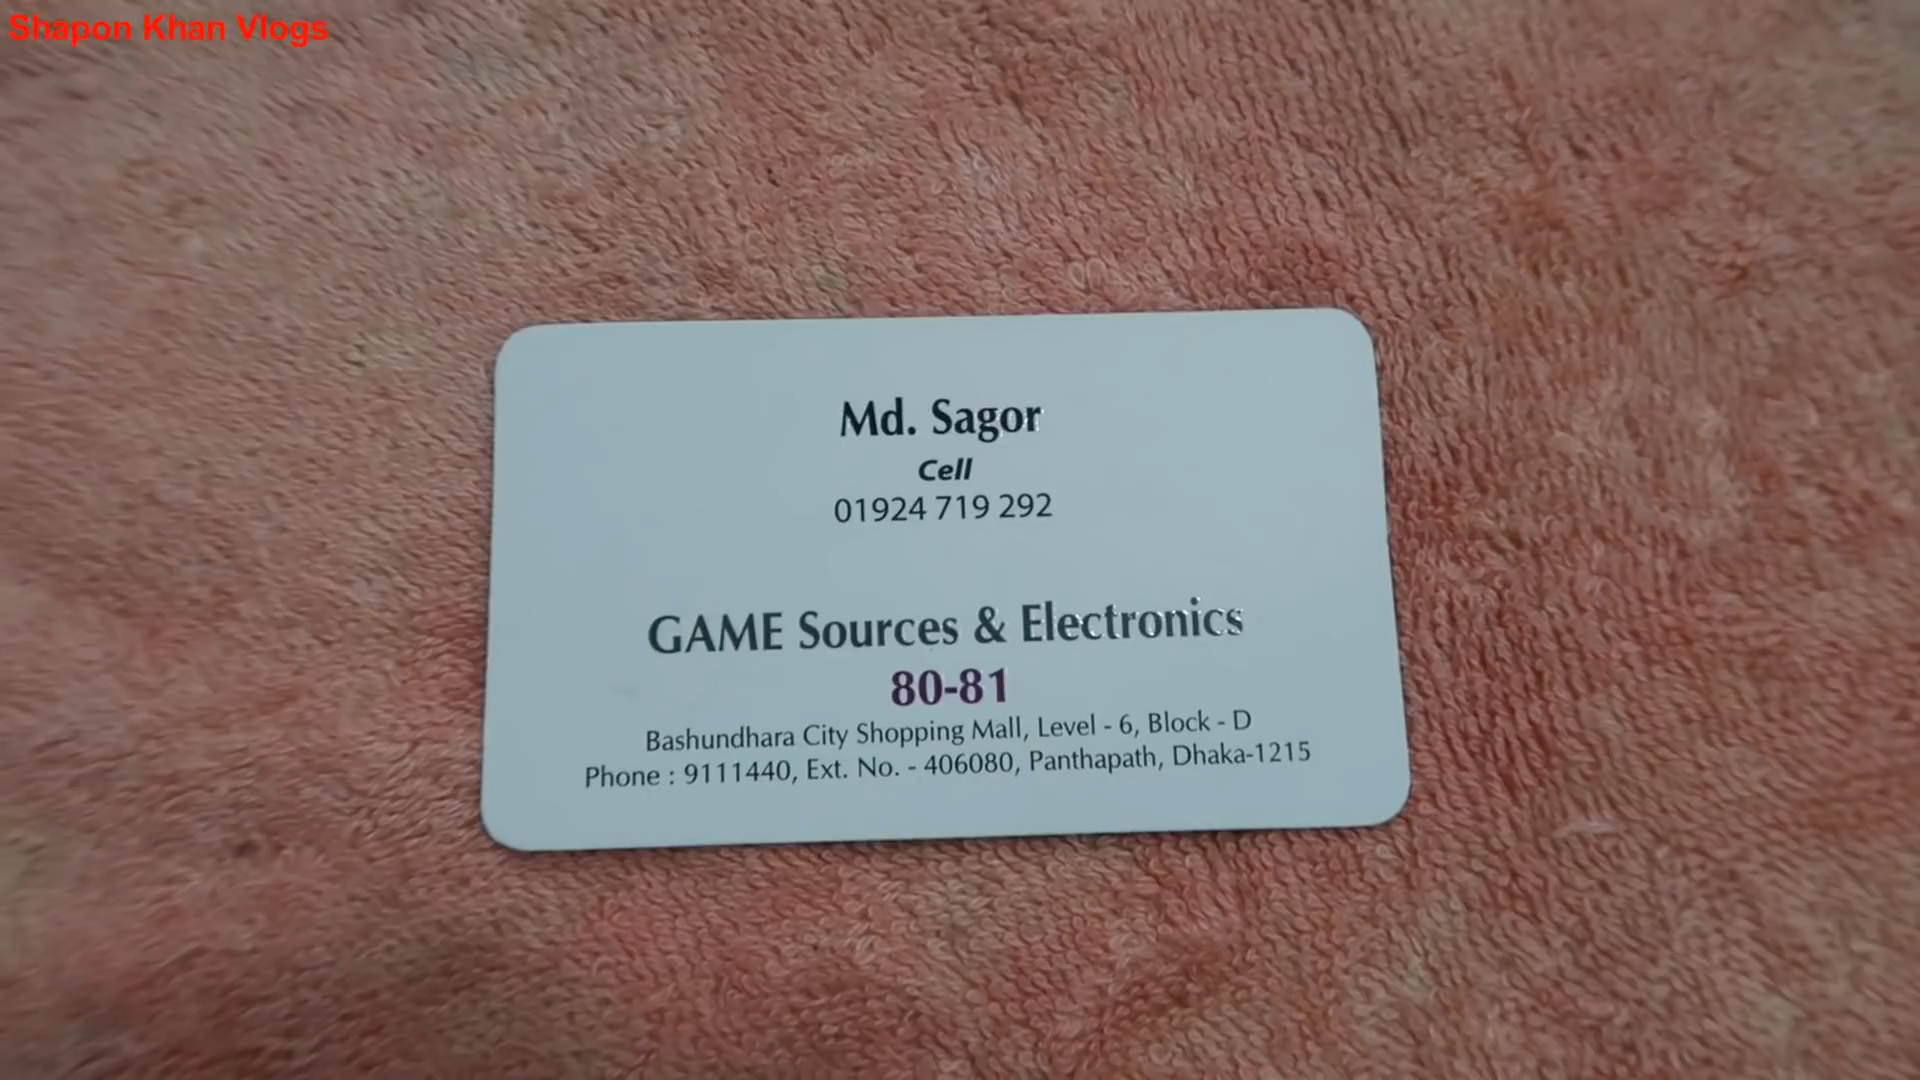 Shapon Khan Vlogs
Md. Sagor
Cell
01924 719 292
GAME Sources & Electronics
80-81
Bashundhara City Shopping Mall, Level - 6, Block - D
Phone : 9111440, Ext. No. - 406080, Panthapath, Dhaka-1215